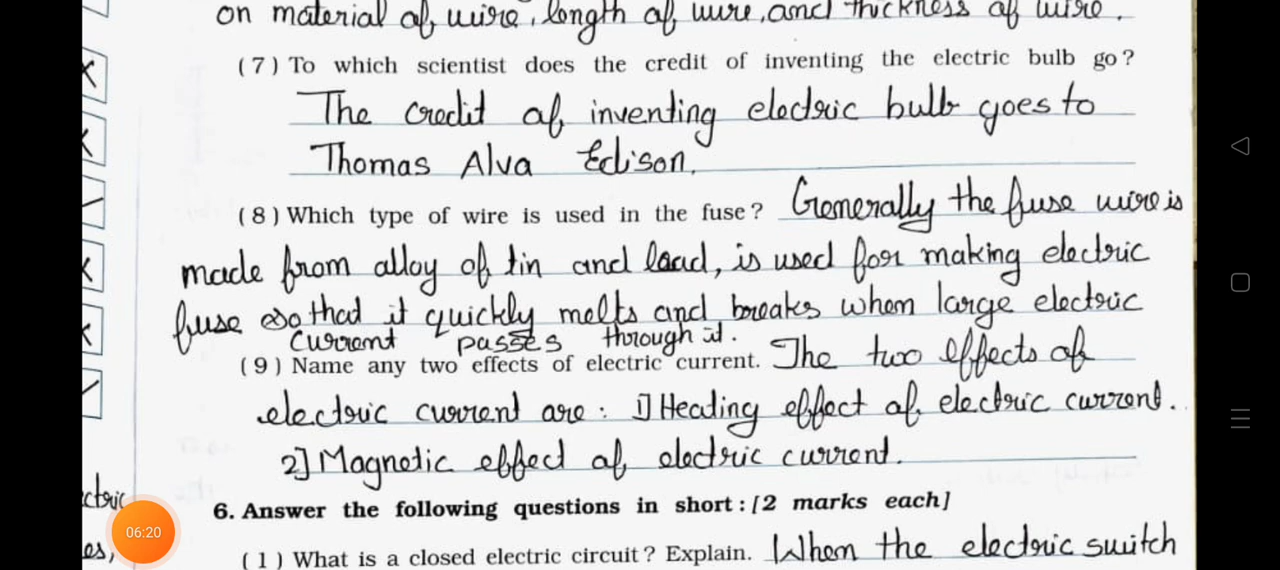 on material of wire, length of wire, and thickness of wire.
(7) To which scientist does the credit of inventing the electric bulb go?
The credit of inventing electric bulb goes to
Thomas Alva Edison.
(8) Which type of wire is used in the fuse? Generally the fuse wire is
made from alloy of tin and lead, is used for making electric
fuse so that it quickly melts and breaks when large electric
current passes through it.
(9) Name any two effects of electric current. The two effects of
electric current are: 1] Heating effect of electric current.
2] Magnetic effect of electric current.
ctric
6. Answer the following questions in short: [2 marks each]
06:20
es,
(1) What is a closed electric circuit? Explain. When the electric switch